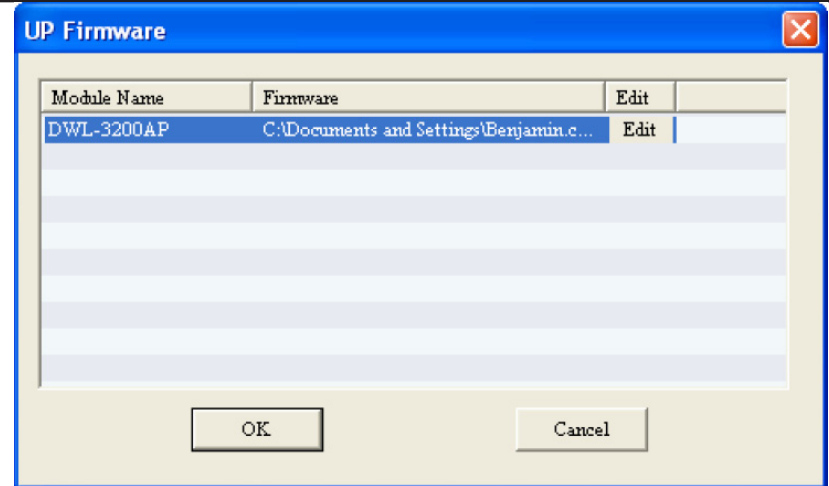 UP Firmware
Module Name Firmware Edit
DWL-3200AP C:\Documents and Settings\Benjamin.c... Edit
OK Cancel